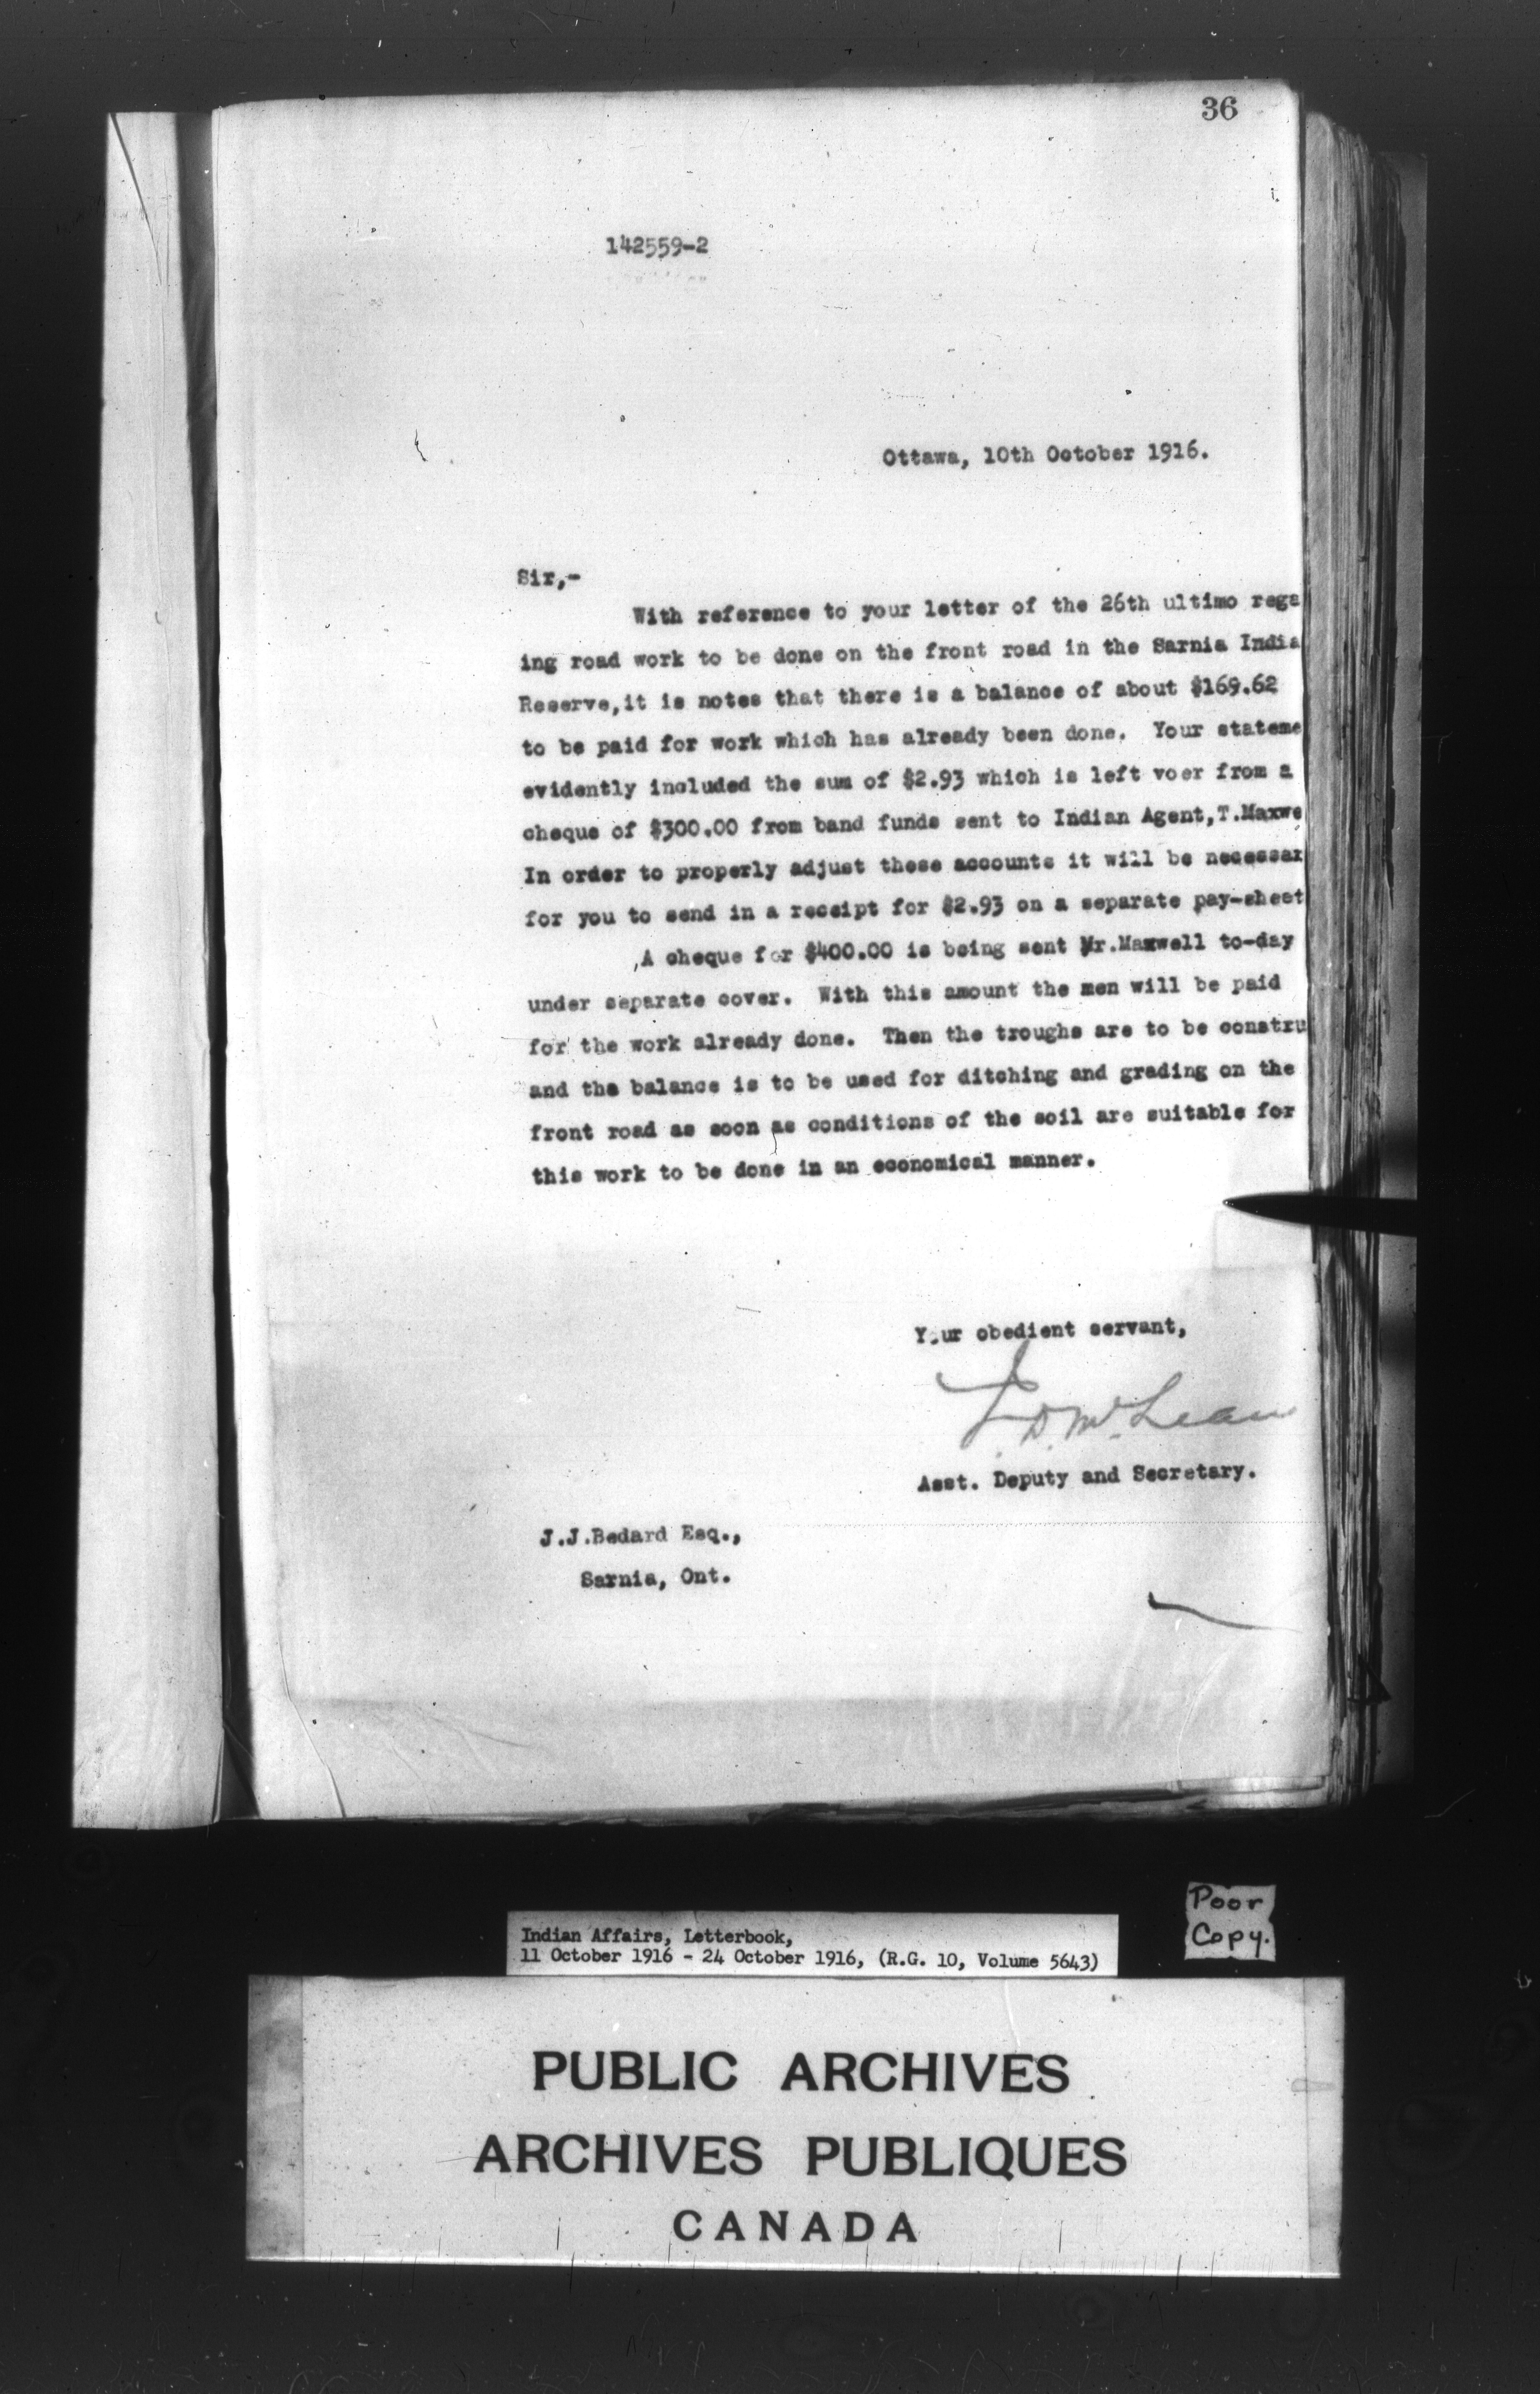 36
142559-2
Ottawa, 10th October 1916.
Sir,-
With reference to your letter of the 26th ultimo rega
ing road work to be done on the front road in the Sarnia India
Reserve,it is notes that there is a balance of about $169.62
to be paid for work which has already been done. Your stateme
evidently included the sum of $2.93 which is left voer from a
cheque of $300.00 from band funds sent to Indian Agent,T.Maxwe
In order to properly adjust these accounts it will be necessar
for you to send in a receipt for $2.93 on a separate pay-sheet
A cheque for $400.00 is being sent Mr.Maxwell to-day
under separate cover. With this amount the men will be paid
for the work already done. Then the troughs are to be constru
and the balance is to be used for ditching and grading on the
front road as soon as conditions of the soil are suitable for
this work to be done in an economical manner.
Your obedient servant,
J. D. McLean
Asst. Deputy and Secretary.
J.J.Bedard Esq.,
Sarnia, Ont.
Poor
Copy.
Indian Affairs, Letterbook,
11 October 1916 - 24 October 1916, (R.G. 10, Volume 5643)
PUBLIC ARCHIVES
ARCHIVES PUBLIQUES
CANADA